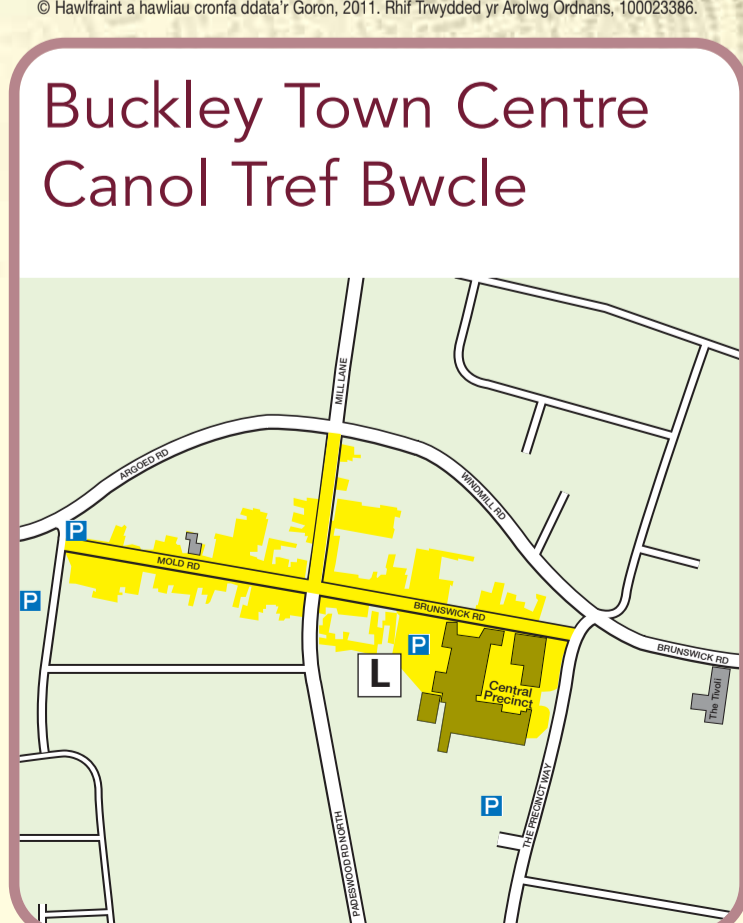 © Hawlfraint a hawliau cronfa ddata'r Goron, 2011. Rhif Trwydded yr Arolwg Ordnans, 100023386.
Buckley Town Centre
Canol Tref Bwcle
MILL LANE
ARGOED RD
WINDMILL RD
P
MOLD RD
P
BRUNSWICK RD
P
BRUNSWICK RD
L
Central
Precinct
The Tivoli
P
THE PRECINCT WAY
PADESWOOD RD NORTH